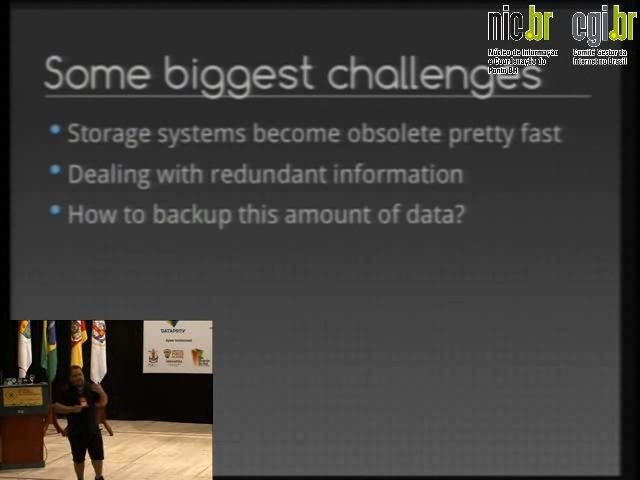 nic.br cgi.br
Núcleo de Informação
e Coordenação do
Ponto BR
Comitê Gestor da
Internet no Brasil
Some biggest challenges
Storage systems become obsolete pretty fast
Dealing with redundant information
How to backup this amount of data?
DATAPREV